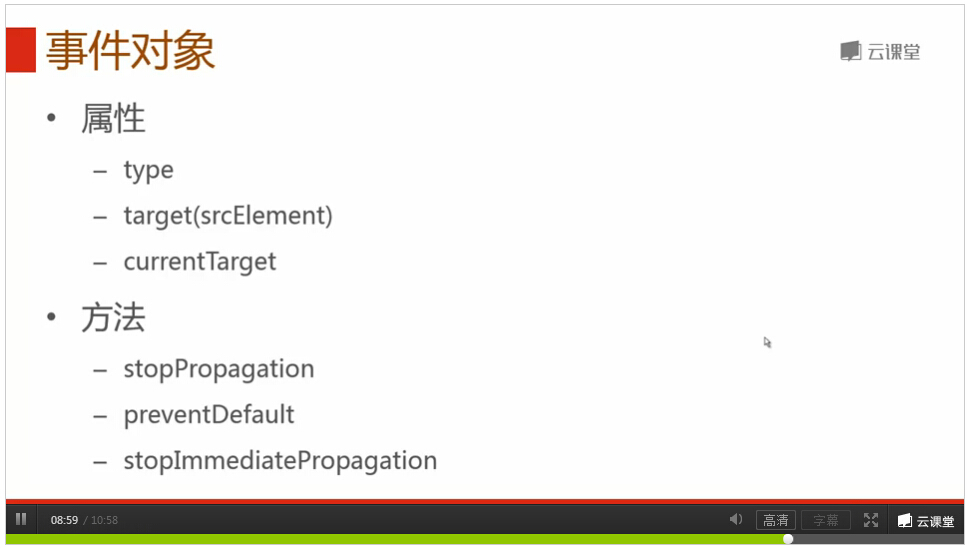 事件对象
云课堂
• 属性
– type
– target(srcElement)
– currentTarget
• 方法
– stopPropagation
– preventDefault
– stopImmediatePropagation
08:59 / 10:58
高清
字幕
云课堂